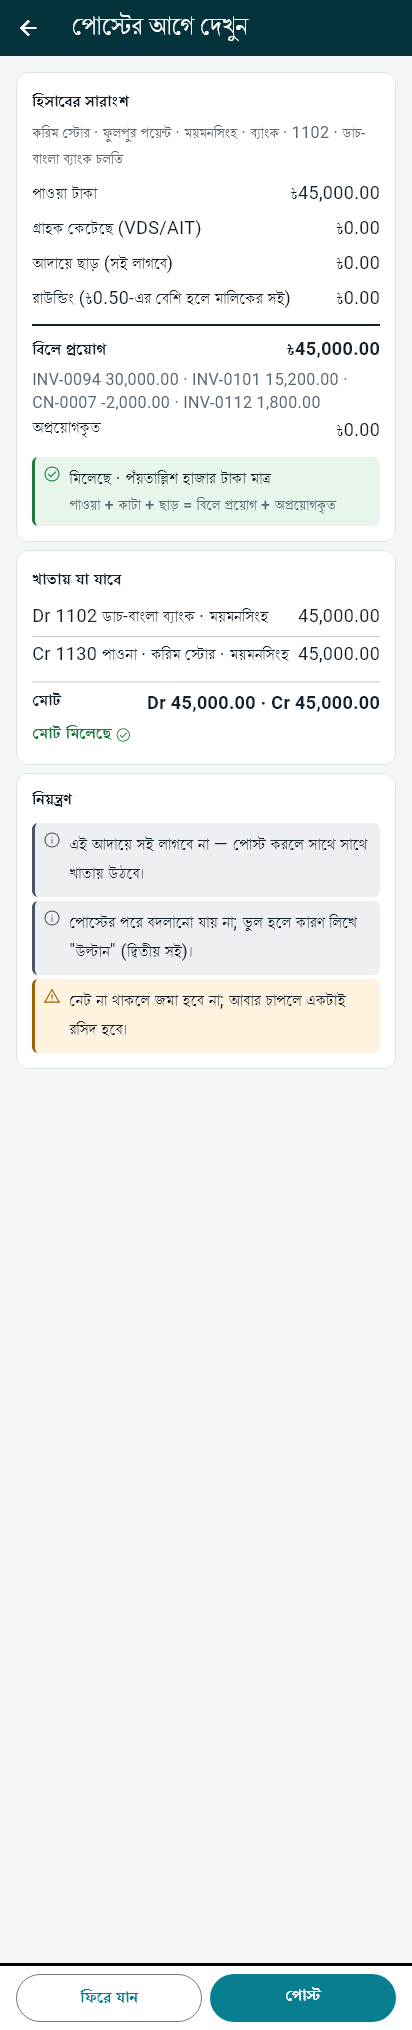 পোস্টের আগে দেখুন
হিসাবের সারাংশ
করিম স্টোর · ফুলপুর পয়েন্ট · ময়মনসিংহ · ব্যাংক · 1102 · ডাচ-
বাংলা ব্যাংক চলতি
পাওয়া টাকা ৳45,000.00
গ্রাহক কেটেছে (VDS/AIT) ৳0.00
আদায়ে ছাড় (সই লাগবে) ৳0.00
রাউন্ডিং (৳0.50-এর বেশি হলে মালিকের সই) ৳0.00
বিলে প্রয়োগ ৳45,000.00
INV-0094 30,000.00 · INV-0101 15,200.00 ·
CN-0007 -2,000.00 · INV-0112 1,800.00
অপ্রয়োগকৃত ৳0.00
মিলেছে · পঁয়তাল্লিশ হাজার টাকা মাত্র
পাওয়া + কাটা + ছাড় = বিলে প্রয়োগ + অপ্রয়োগকৃত
খাতায় যা যাবে
Dr 1102 ডাচ-বাংলা ব্যাংক · ময়মনসিংহ 45,000.00
Cr 1130 পাওনা · করিম স্টোর · ময়মনসিংহ 45,000.00
মোট Dr 45,000.00 · Cr 45,000.00
মোট মিলেছে
নিয়ন্ত্রণ
এই আদায়ে সই লাগবে না — পোস্ট করলে সাথে সাথে
খাতায় উঠবে।
পোস্টের পরে বদলানো যায় না; ভুল হলে কারণ লিখে
"উল্টান" (দ্বিতীয় সই)।
নেট না থাকলে জমা হবে না; আবার চাপলে একটাই
রসিদ হবে।
ফিরে যান পোস্ট